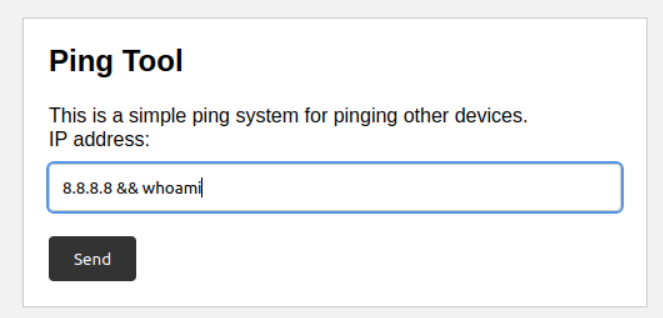 Ping Tool
This is a simple ping system for pinging other devices.
IP address:
8.8.8.8 && whoami
Send